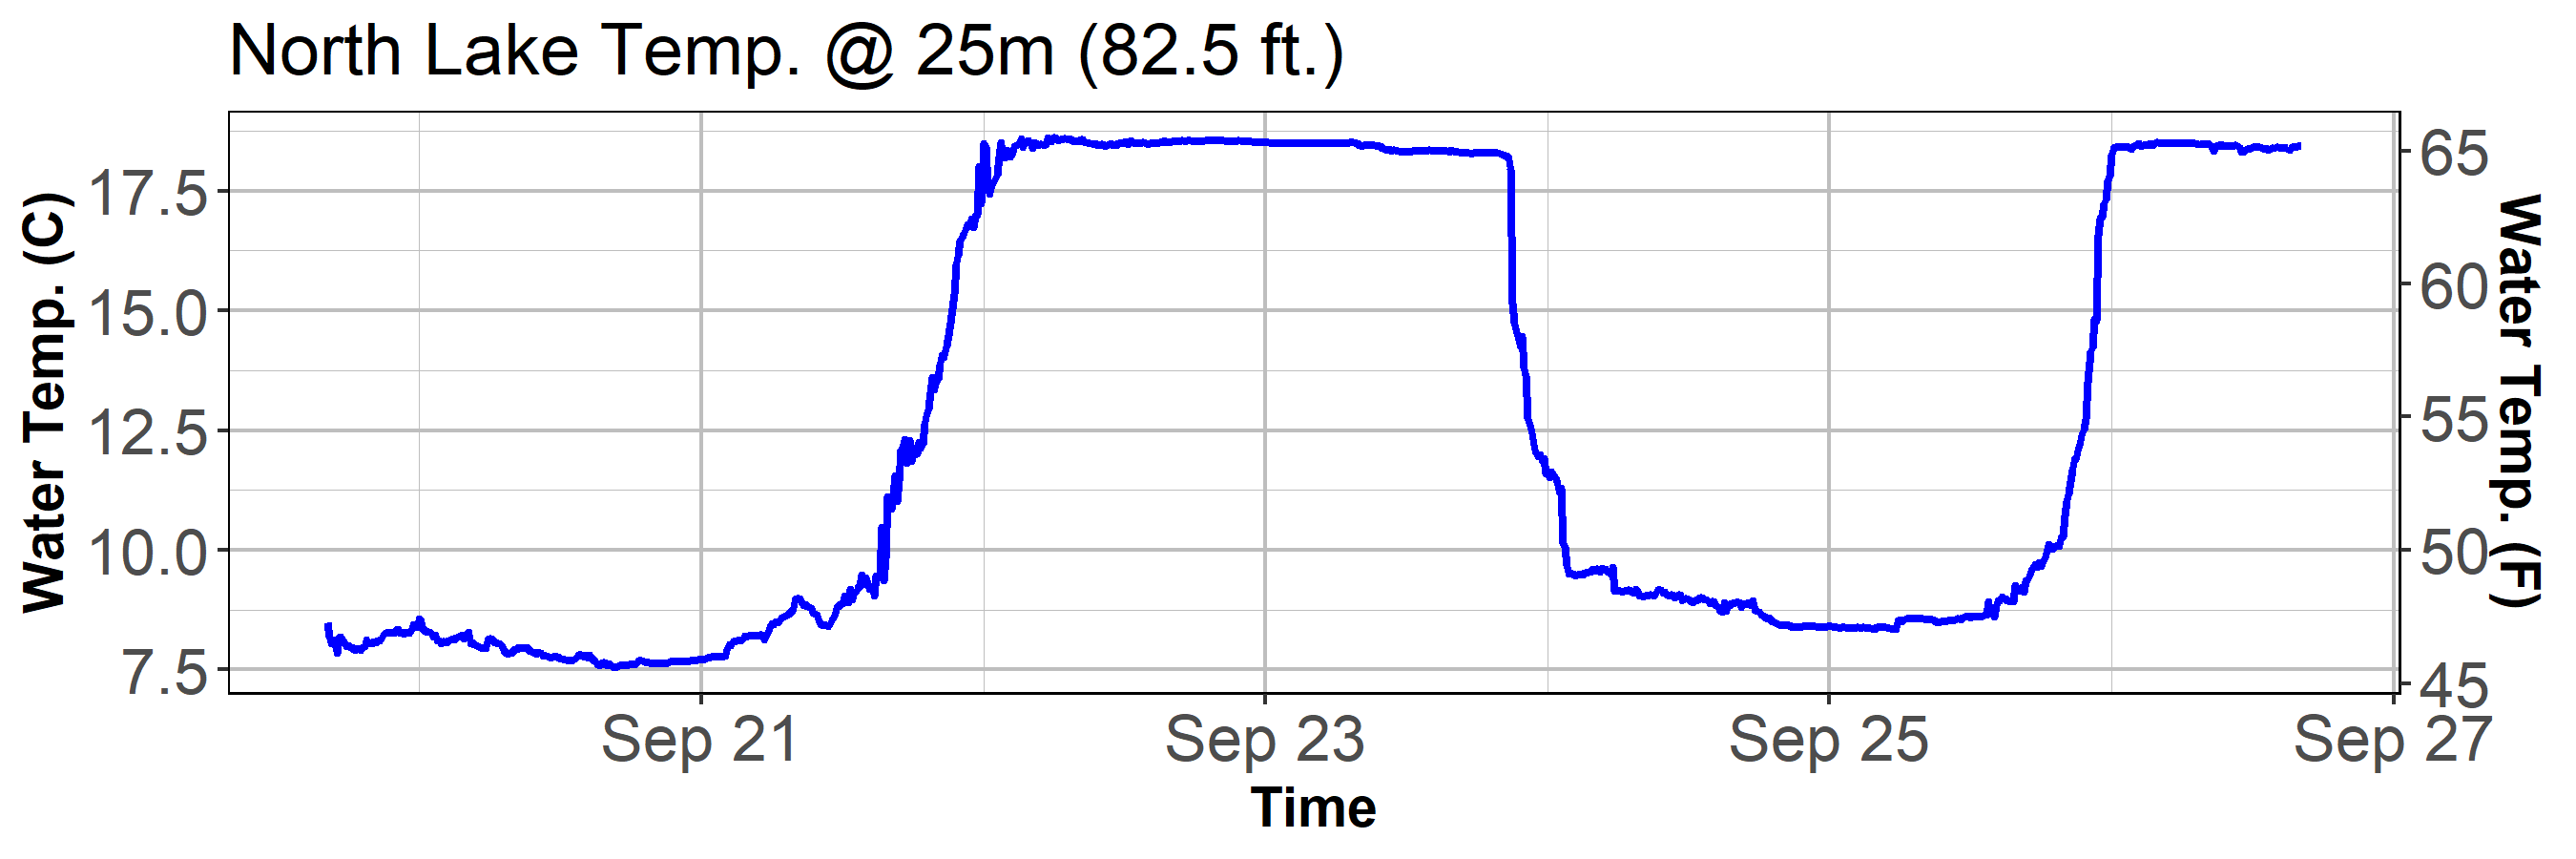 North Lake Temp. @ 25m (82.5 ft.)
Water Temp. (C)
17.5
15.0
12.5
10.0
7.5
65
60
55
50
45
Water Temp. (F)
Sep 21 Sep 23 Sep 25 Sep 27
Time